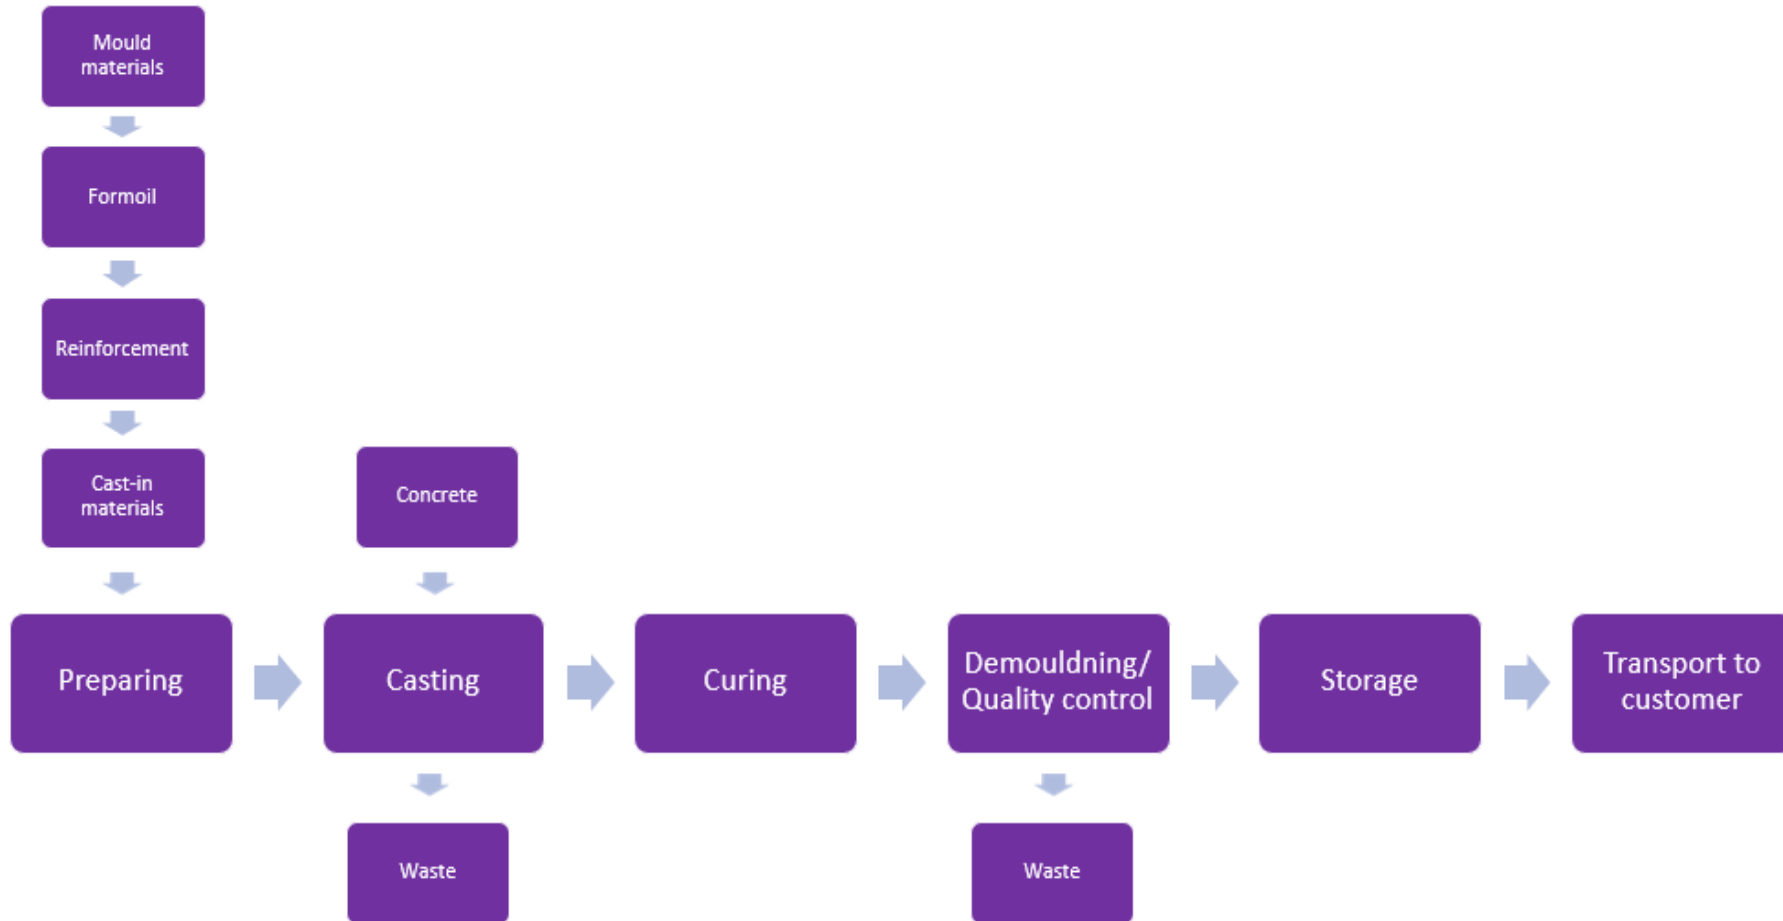 Mould
materials
Formoil
Reinforcement
Cast-in
materials
Concrete
Preparing
Casting
Curing
Demouldning/
Quality control
Storage
Transport to
customer
Waste
Waste